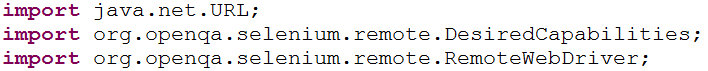 import java.net.URL;
import org.openqa.selenium.remote.DesiredCapabilities;
import org.openqa.selenium.remote.RemoteWebDriver;